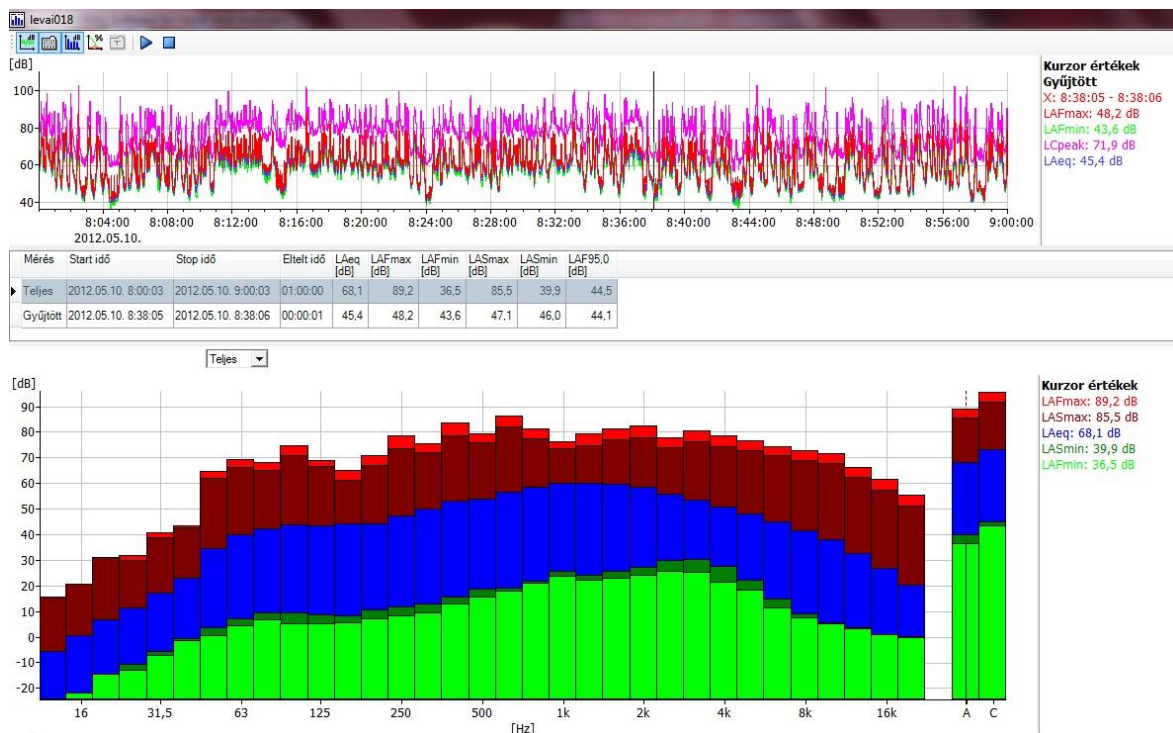 levai018
[dB]
100
80
60
40
8:04:00 8:08:00 8:12:00 8:16:00 8:20:00 8:24:00 8:28:00 8:32:00 8:36:00 8:40:00 8:44:00 8:48:00 8:52:00 8:56:00 9:00:00
2012.05.10.
Kurzor értékek
Gyűjtött
X: 8:38:05 - 8:38:06
LAFmax: 48,2 dB
LAFmin: 43,6 dB
LCpeak: 71,9 dB
LAeq: 45,4 dB
Mérés Start idő Stop idő Eltelt idő LAeq [dB] LAFmax [dB] LAFmin [dB] LASmax [dB] LASmin [dB] LAF95,0 [dB]
Teljes 2012.05.10. 8:00:03 2012.05.10. 9:00:03 01:00:00 68,1 89,2 36,5 85,5 39,9 44,5
Gyűjtött 2012.05.10. 8:38:05 2012.05.10. 8:38:06 00:00:01 45,4 48,2 43,6 47,1 46,0 44,1
Teljes
[dB]
90
80
70
60
50
40
30
20
10
0
-10
-20
16 31,5 63 125 250 500 1k 2k 4k 8k 16k A C
[Hz]
Kurzor értékek
LAFmax: 89,2 dB
LASmax: 85,5 dB
LAeq: 68,1 dB
LASmin: 39,9 dB
LAFmin: 36,5 dB